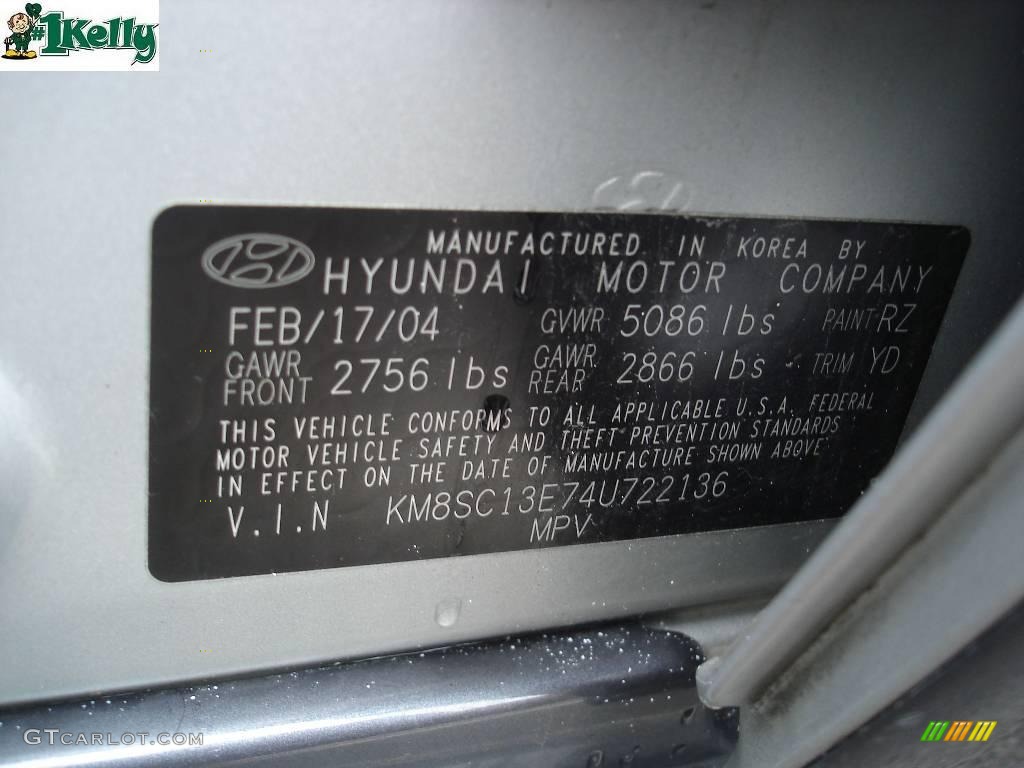 #1Kelly
MANUFACTURED IN KOREA BY
HYUNDAI MOTOR COMPANY
FEB/17/04 GVWR 5086 lbs PAINT RZ
GAWR FRONT 2756 lbs GAWR REAR 2866 lbs TRIM YD
THIS VEHICLE CONFORMS TO ALL APPLICABLE U.S.A. FEDERAL
MOTOR VEHICLE SAFETY AND THEFT PREVENTION STANDARDS
IN EFFECT ON THE DATE OF MANUFACTURE SHOWN ABOVE
V.I.N KM8SC13E74U722136
MPV
GTCARLOT.COM